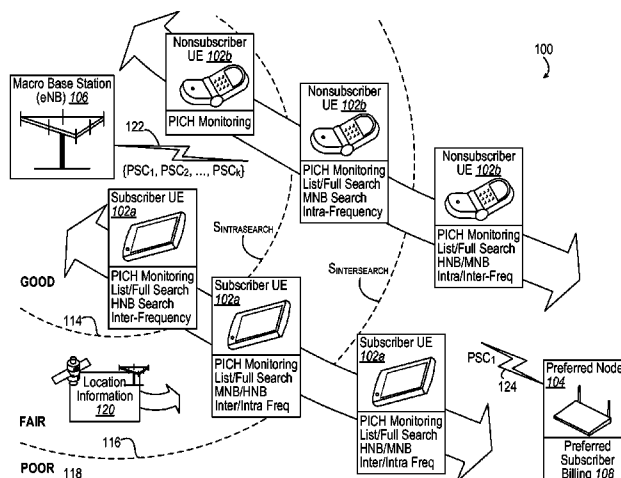 100
Macro Base Station
(eNB) 106
122
{PSC1, PSC2, ..., PSCk}
Nonsubscriber
UE 102b
PICH Monitoring
Nonsubscriber
UE 102b
PICH Monitoring
List/Full Search
MNB Search
Intra-Frequency
Nonsubscriber
UE 102b
PICH Monitoring
List/Full Search
HNB/MNB
Intra/Inter-Freq
Subscriber UE
102a
PICH Monitoring
List/Full Search
HNB Search
Inter-Frequency
SINTRASEARCH
SINTERSEARCH
GOOD
114
Subscriber UE
102a
PICH Monitoring
List/Full Search
MNB/HNB
Inter/Intra Freq
Subscriber UE
102a
PICH Monitoring
List/Full Search
HNB/MNB
Inter/Intra Freq
PSC1
124
Preferred Node
104
Preferred
Subscriber
Billing 108
Location
Information
120
FAIR
116
POOR 118